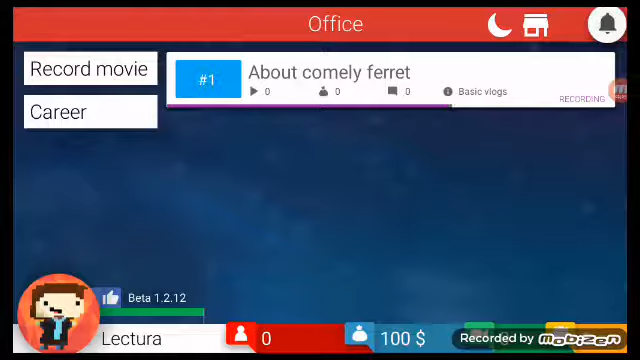 Office
Record movie
Career
#1
About comely ferret
0
0
0
Basic vlogs
RECORDING
Beta 1.2.12
Lectura
0
100 $
Recorded by
mobizen